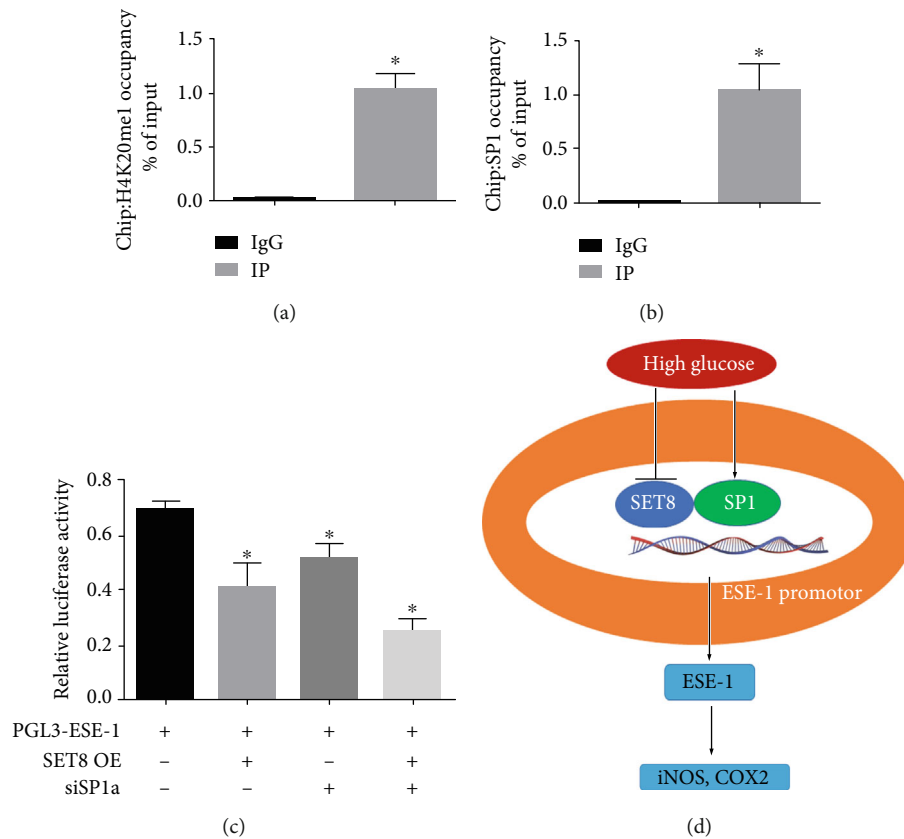 Chip:H4K20me1 occupancy
% of input
1.5
1.0
0.5
0.0
*
IgG
IP
(a)
Chip:SP1 occupancy
% of input
1.5
1.0
0.5
0.0
*
IgG
IP
(b)
Relative luciferase activity
0.8
0.6
0.4
0.2
0.0
* * *
PGL3-ESE-1 + + + +
SET8 OE – + – +
siSP1a – – + +
(c)
High glucose
SET8 SP1
ESE-1 promotor
ESE-1
iNOS, COX2
(d)